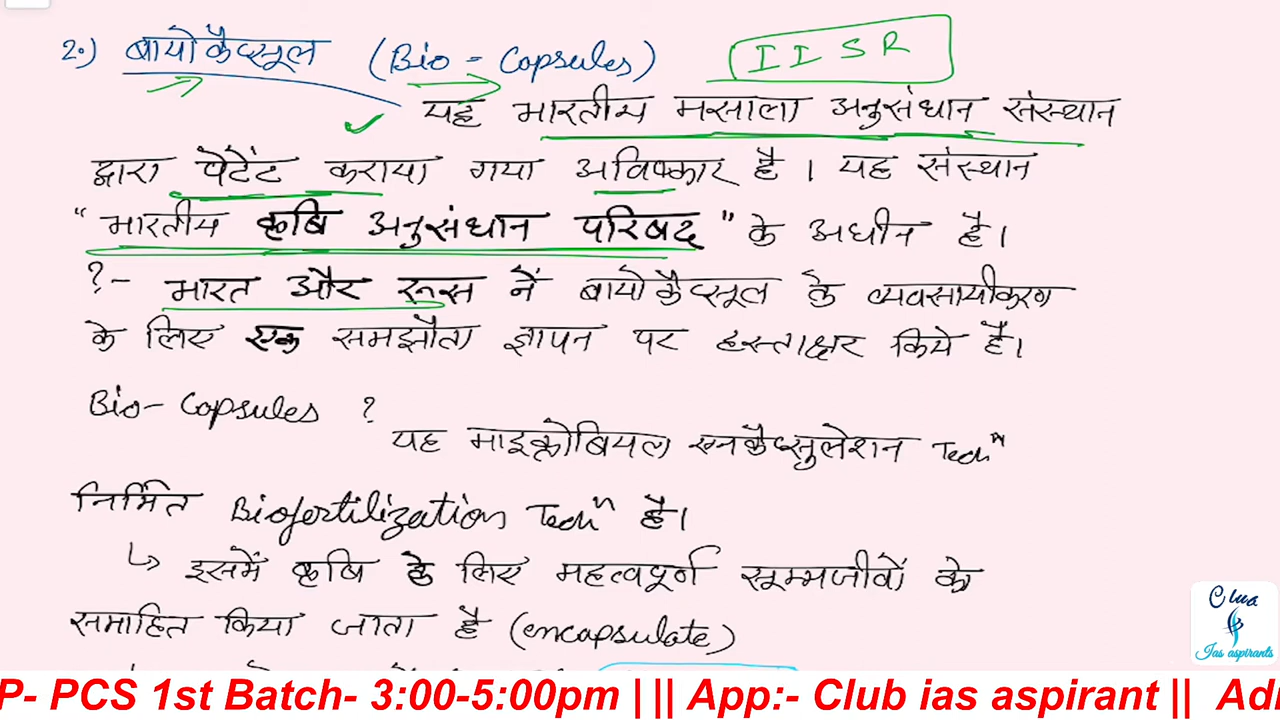 2.) बायोकैप्सूल (Bio - Capsules) IISR
यह भारतीय मसाला अनुसंधान संस्थान
द्वारा पेटेंट कराया गया अविष्कार है । यह संस्थान
"भारतीय कृषि अनुसंधान परिषद" के अधीन है।
?- भारत और रूस नें बायोकैप्सूल के व्यवसायीकरण
के लिए एक समझौता ज्ञापन पर हस्ताक्षर किये है।
Bio- Capsules ?
यह माइक्रोबियल एनकैप्सुलेशन Techⁿ
निर्मित Biofertilization Techⁿ है।
↳ इसमें कृषि के लिए महत्वपूर्ण सूक्ष्मजीवों को
समाहित किया जाता है (encapsulate)
Club
Ias aspirants
P- PCS 1st Batch- 3:00-5:00pm | || App:- Club ias aspirant || Ad